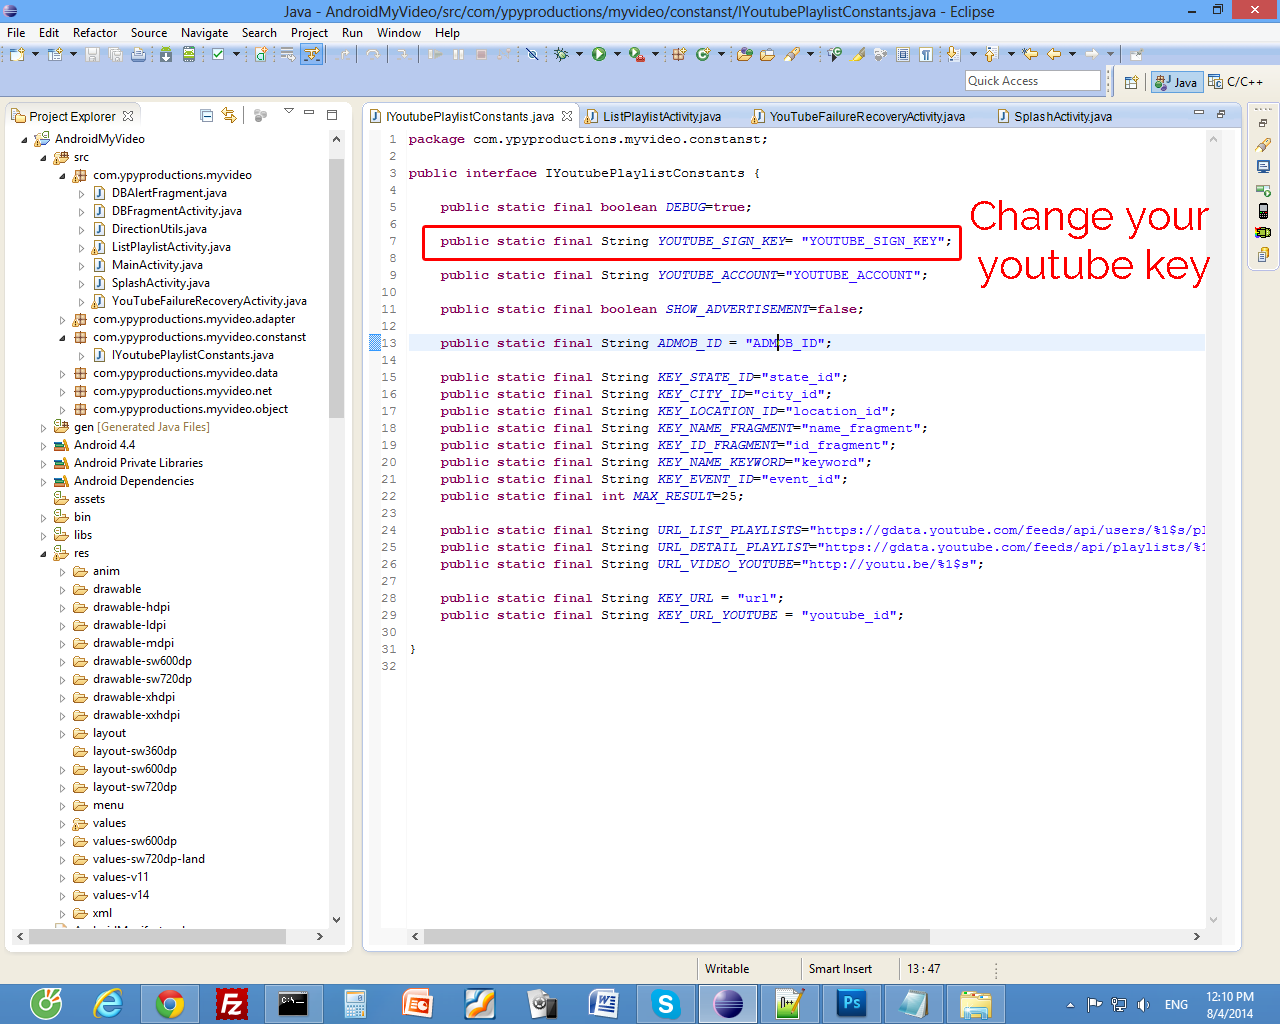 Java - AndroidMyVideo/src/com/ypyproductions/myvideo/constanst/IYoutubePlaylistConstants.java - Eclipse
File Edit Refactor Source Navigate Search Project Run Window Help
Quick Access
Java
C/C++
Project Explorer
AndroidMyVideo
src
com.ypyproductions.myvideo
DBAlertFragment.java
DBFragmentActivity.java
DirectionUtils.java
ListPlaylistActivity.java
MainActivity.java
SplashActivity.java
YouTubeFailureRecoveryActivity.java
com.ypyproductions.myvideo.adapter
com.ypyproductions.myvideo.constanst
IYoutubePlaylistConstants.java
com.ypyproductions.myvideo.data
com.ypyproductions.myvideo.net
com.ypyproductions.myvideo.object
gen [Generated Java Files]
Android 4.4
Android Private Libraries
Android Dependencies
assets
bin
libs
res
anim
drawable
drawable-hdpi
drawable-ldpi
drawable-mdpi
drawable-sw600dp
drawable-sw720dp
drawable-xhdpi
drawable-xxhdpi
layout
layout-sw360dp
layout-sw600dp
layout-sw720dp
menu
values
values-sw600dp
values-sw720dp-land
values-v11
values-v14
xml
IYoutubePlaylistConstants.java ListPlaylistActivity.java YouTubeFailureRecoveryActivity.java SplashActivity.java
1 package com.ypyproductions.myvideo.constanst;
2
3 public interface IYoutubePlaylistConstants {
4
5 public static final boolean DEBUG=true;
6
7 public static final String YOUTUBE_SIGN_KEY= "YOUTUBE_SIGN_KEY";
8
9 public static final String YOUTUBE_ACCOUNT="YOUTUBE_ACCOUNT";
10
11 public static final boolean SHOW_ADVERTISEMENT=false;
12
13 public static final String ADMOB_ID = "ADMOB_ID";
14
15 public static final String KEY_STATE_ID="state_id";
16 public static final String KEY_CITY_ID="city_id";
17 public static final String KEY_LOCATION_ID="location_id";
18 public static final String KEY_NAME_FRAGMENT="name_fragment";
19 public static final String KEY_ID_FRAGMENT="id_fragment";
20 public static final String KEY_NAME_KEYWORD="keyword";
21 public static final String KEY_EVENT_ID="event_id";
22 public static final int MAX_RESULT=25;
23
24 public static final String URL_LIST_PLAYLISTS="https://gdata.youtube.com/feeds/api/users/%1$s/pl
25 public static final String URL_DETAIL_PLAYLIST="https://gdata.youtube.com/feeds/api/playlists/%1
26 public static final String URL_VIDEO_YOUTUBE="http://youtu.be/%1$s";
27
28 public static final String KEY_URL = "url";
29 public static final String KEY_URL_YOUTUBE = "youtube_id";
30
31 }
32
Change your
youtube key
Writable Smart Insert 13 : 47
ENG
12:10 PM
8/4/2014